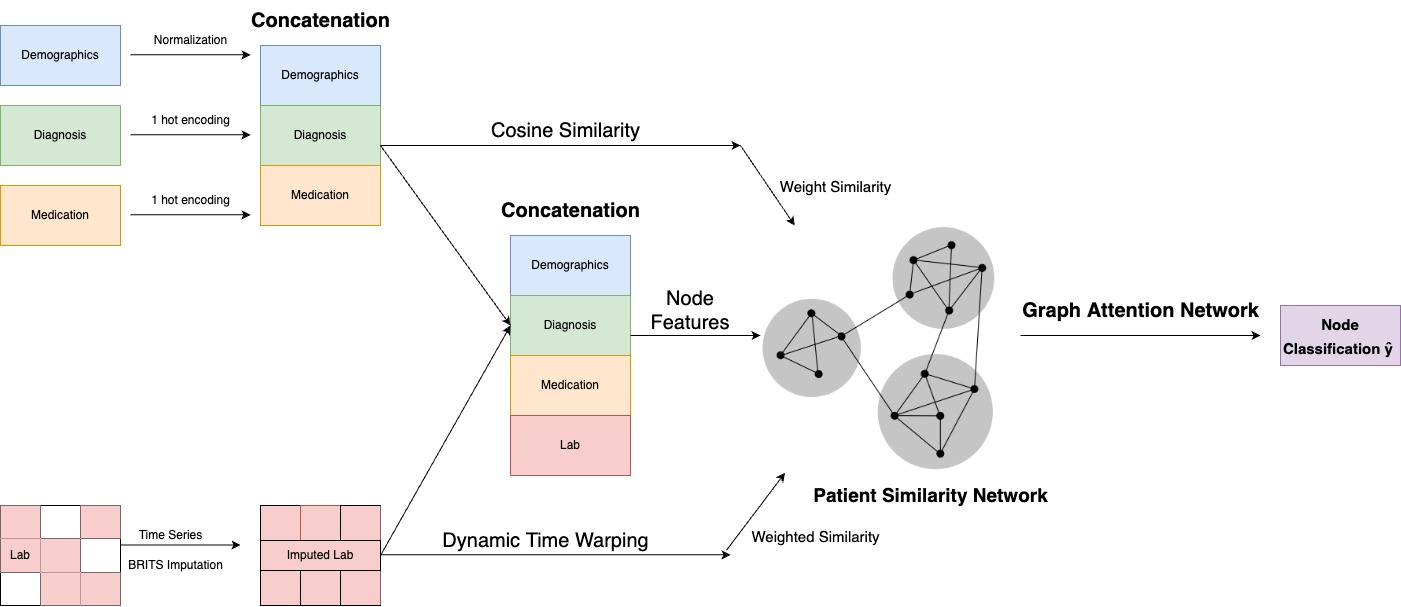 Concatenation
Demographics
Normalization
Demographics
Diagnosis
1 hot encoding
Diagnosis
Medication
1 hot encoding
Medication
Cosine Similarity
Weight Similarity
Concatenation
Demographics
Diagnosis
Medication
Lab
Node
Features
Graph Attention Network
Node
Classification ŷ
Patient Similarity Network
Lab
Time Series
BRITS Imputation
Imputed Lab
Dynamic Time Warping
Weighted Similarity